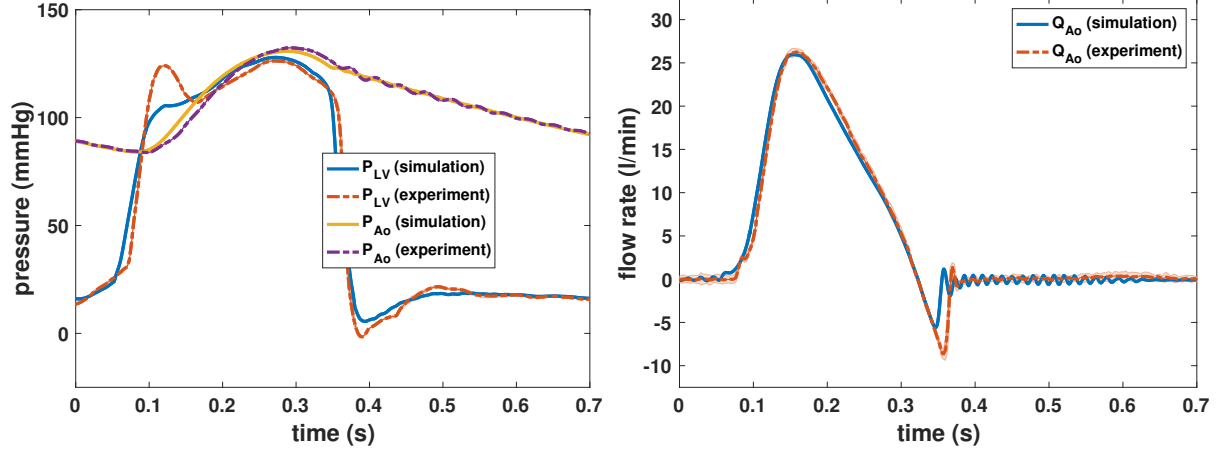 150
100
50
0
pressure (mmHg)
0 0.1 0.2 0.3 0.4 0.5 0.6 0.7
time (s)
P_LV (simulation)
P_LV (experiment)
P_Ao (simulation)
P_Ao (experiment)
30
25
20
15
10
5
0
-5
-10
flow rate (l/min)
0 0.1 0.2 0.3 0.4 0.5 0.6 0.7
time (s)
Q_Ao (simulation)
Q_Ao (experiment)